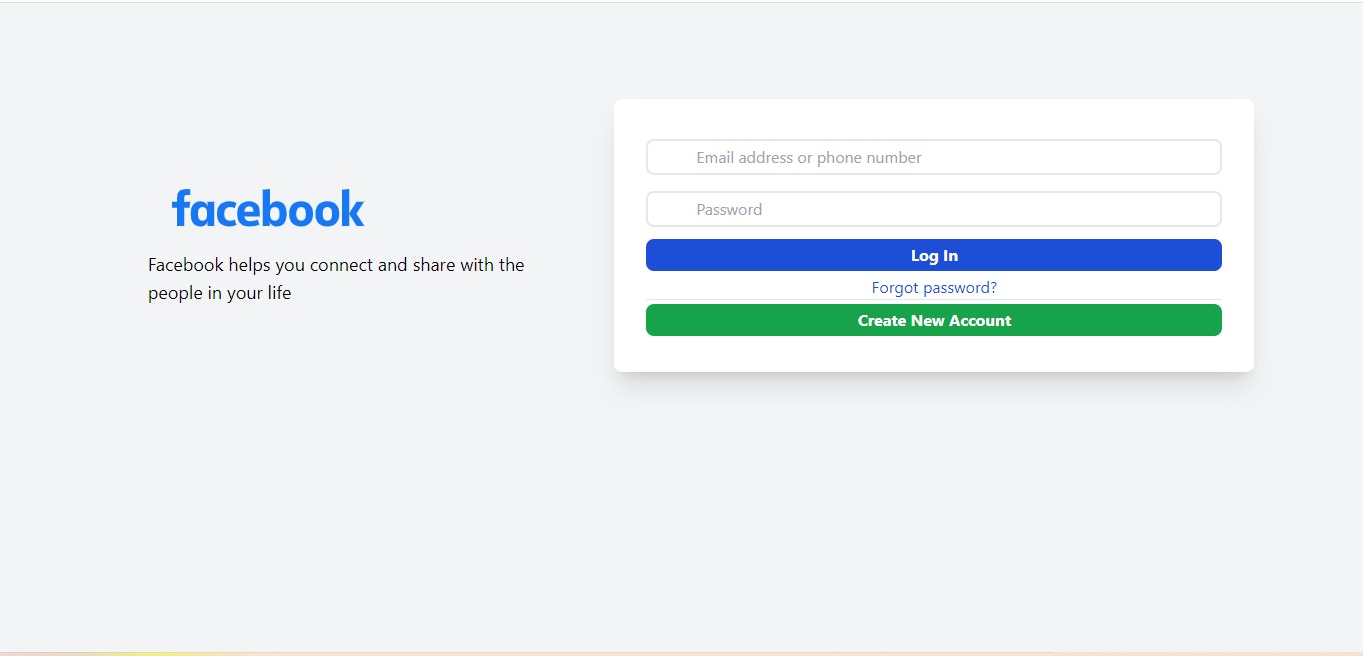 facebook
Facebook helps you connect and share with the
people in your life
Email address or phone number
Password
Log In
Forgot password?
Create New Account